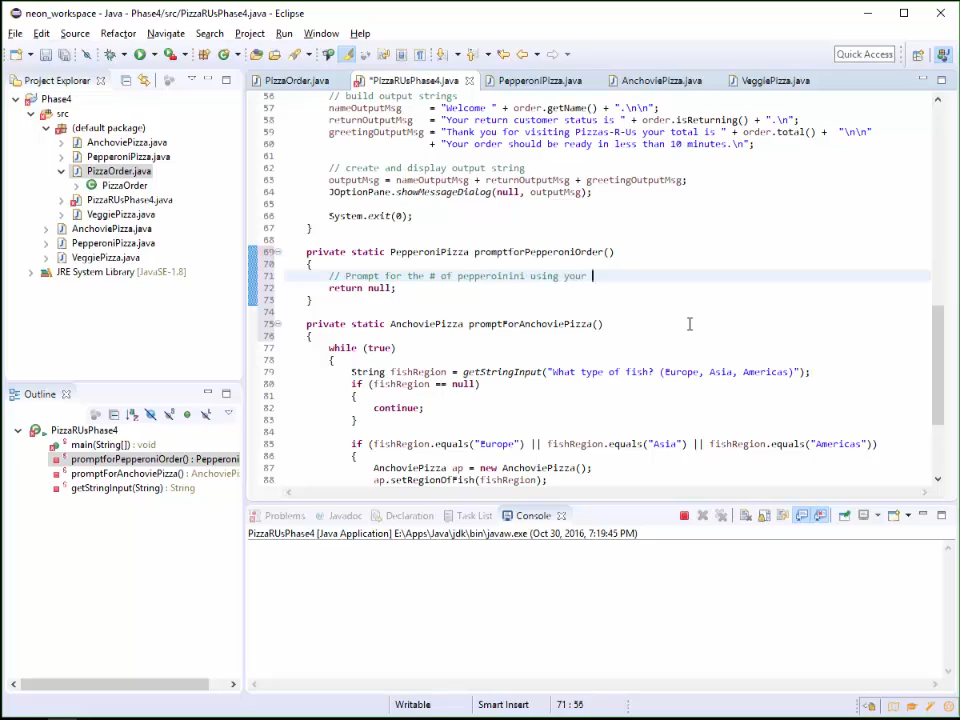 neon_workspace - Java - Phase4/src/PizzaRUsPhase4.java - Eclipse
File Edit Source Refactor Navigate Search Project Run Window Help
Quick Access
Project Explorer
Phase4
src
(default package)
AnchoviePizza.java
PepperoniPizza.java
PizzaOrder.java
PizzaOrder
PizzaRUsPhase4.java
VeggiePizza.java
AnchoviePizza.java
PepperoniPizza.java
VeggiePizza.java
JRE System Library [JavaSE-1.8]
Outline
PizzaRUsPhase4
main(String[]) : void
promptforPepperoniOrder() : Pepperoni
promptForAnchoviePizza() : AnchoviePi
getStringInput(String) : String
PizzaOrder.java *PizzaRUsPhase4.java PepperoniPizza.java AnchoviePizza.java VeggiePizza.java
56 // build output strings
57 nameOutputMsg = "Welcome " + order.getName() + ".\n\n";
58 returnOutputMsg = "Your return customer status is " + order.isReturning() + ".\n";
59 greetingOutputMsg = "Thank you for visiting Pizzas-R-Us your total is " + order.total() + "\n\n"
60 + "Your order should be ready in less than 10 minutes.\n";
61
62 // create and display output string
63 outputMsg = nameOutputMsg + returnOutputMsg + greetingOutputMsg;
64 JOptionPane.showMessageDialog(null, outputMsg);
65
66 System.exit(0);
67 }
68
69 private static PepperoniPizza promptforPepperoniOrder()
70 {
71 // Prompt for the # of pepperoinini using your
72 return null;
73 }
74
75 private static AnchoviePizza promptForAnchoviePizza()
76 {
77 while (true)
78 {
79 String fishRegion = getStringInput("What type of fish? (Europe, Asia, Americas)");
80 if (fishRegion == null)
81 {
82 continue;
83 }
84
85 if (fishRegion.equals("Europe") || fishRegion.equals("Asia") || fishRegion.equals("Americas"))
86 {
87 AnchoviePizza ap = new AnchoviePizza();
88 ap.setRegionOfFish(fishRegion);
Problems Javadoc Declaration Task List Console
PizzaRUsPhase4 [Java Application] E:\Apps\Java\jdk\bin\javaw.exe (Oct 30, 2016, 7:19:45 PM)
Writable Smart Insert 71 : 56